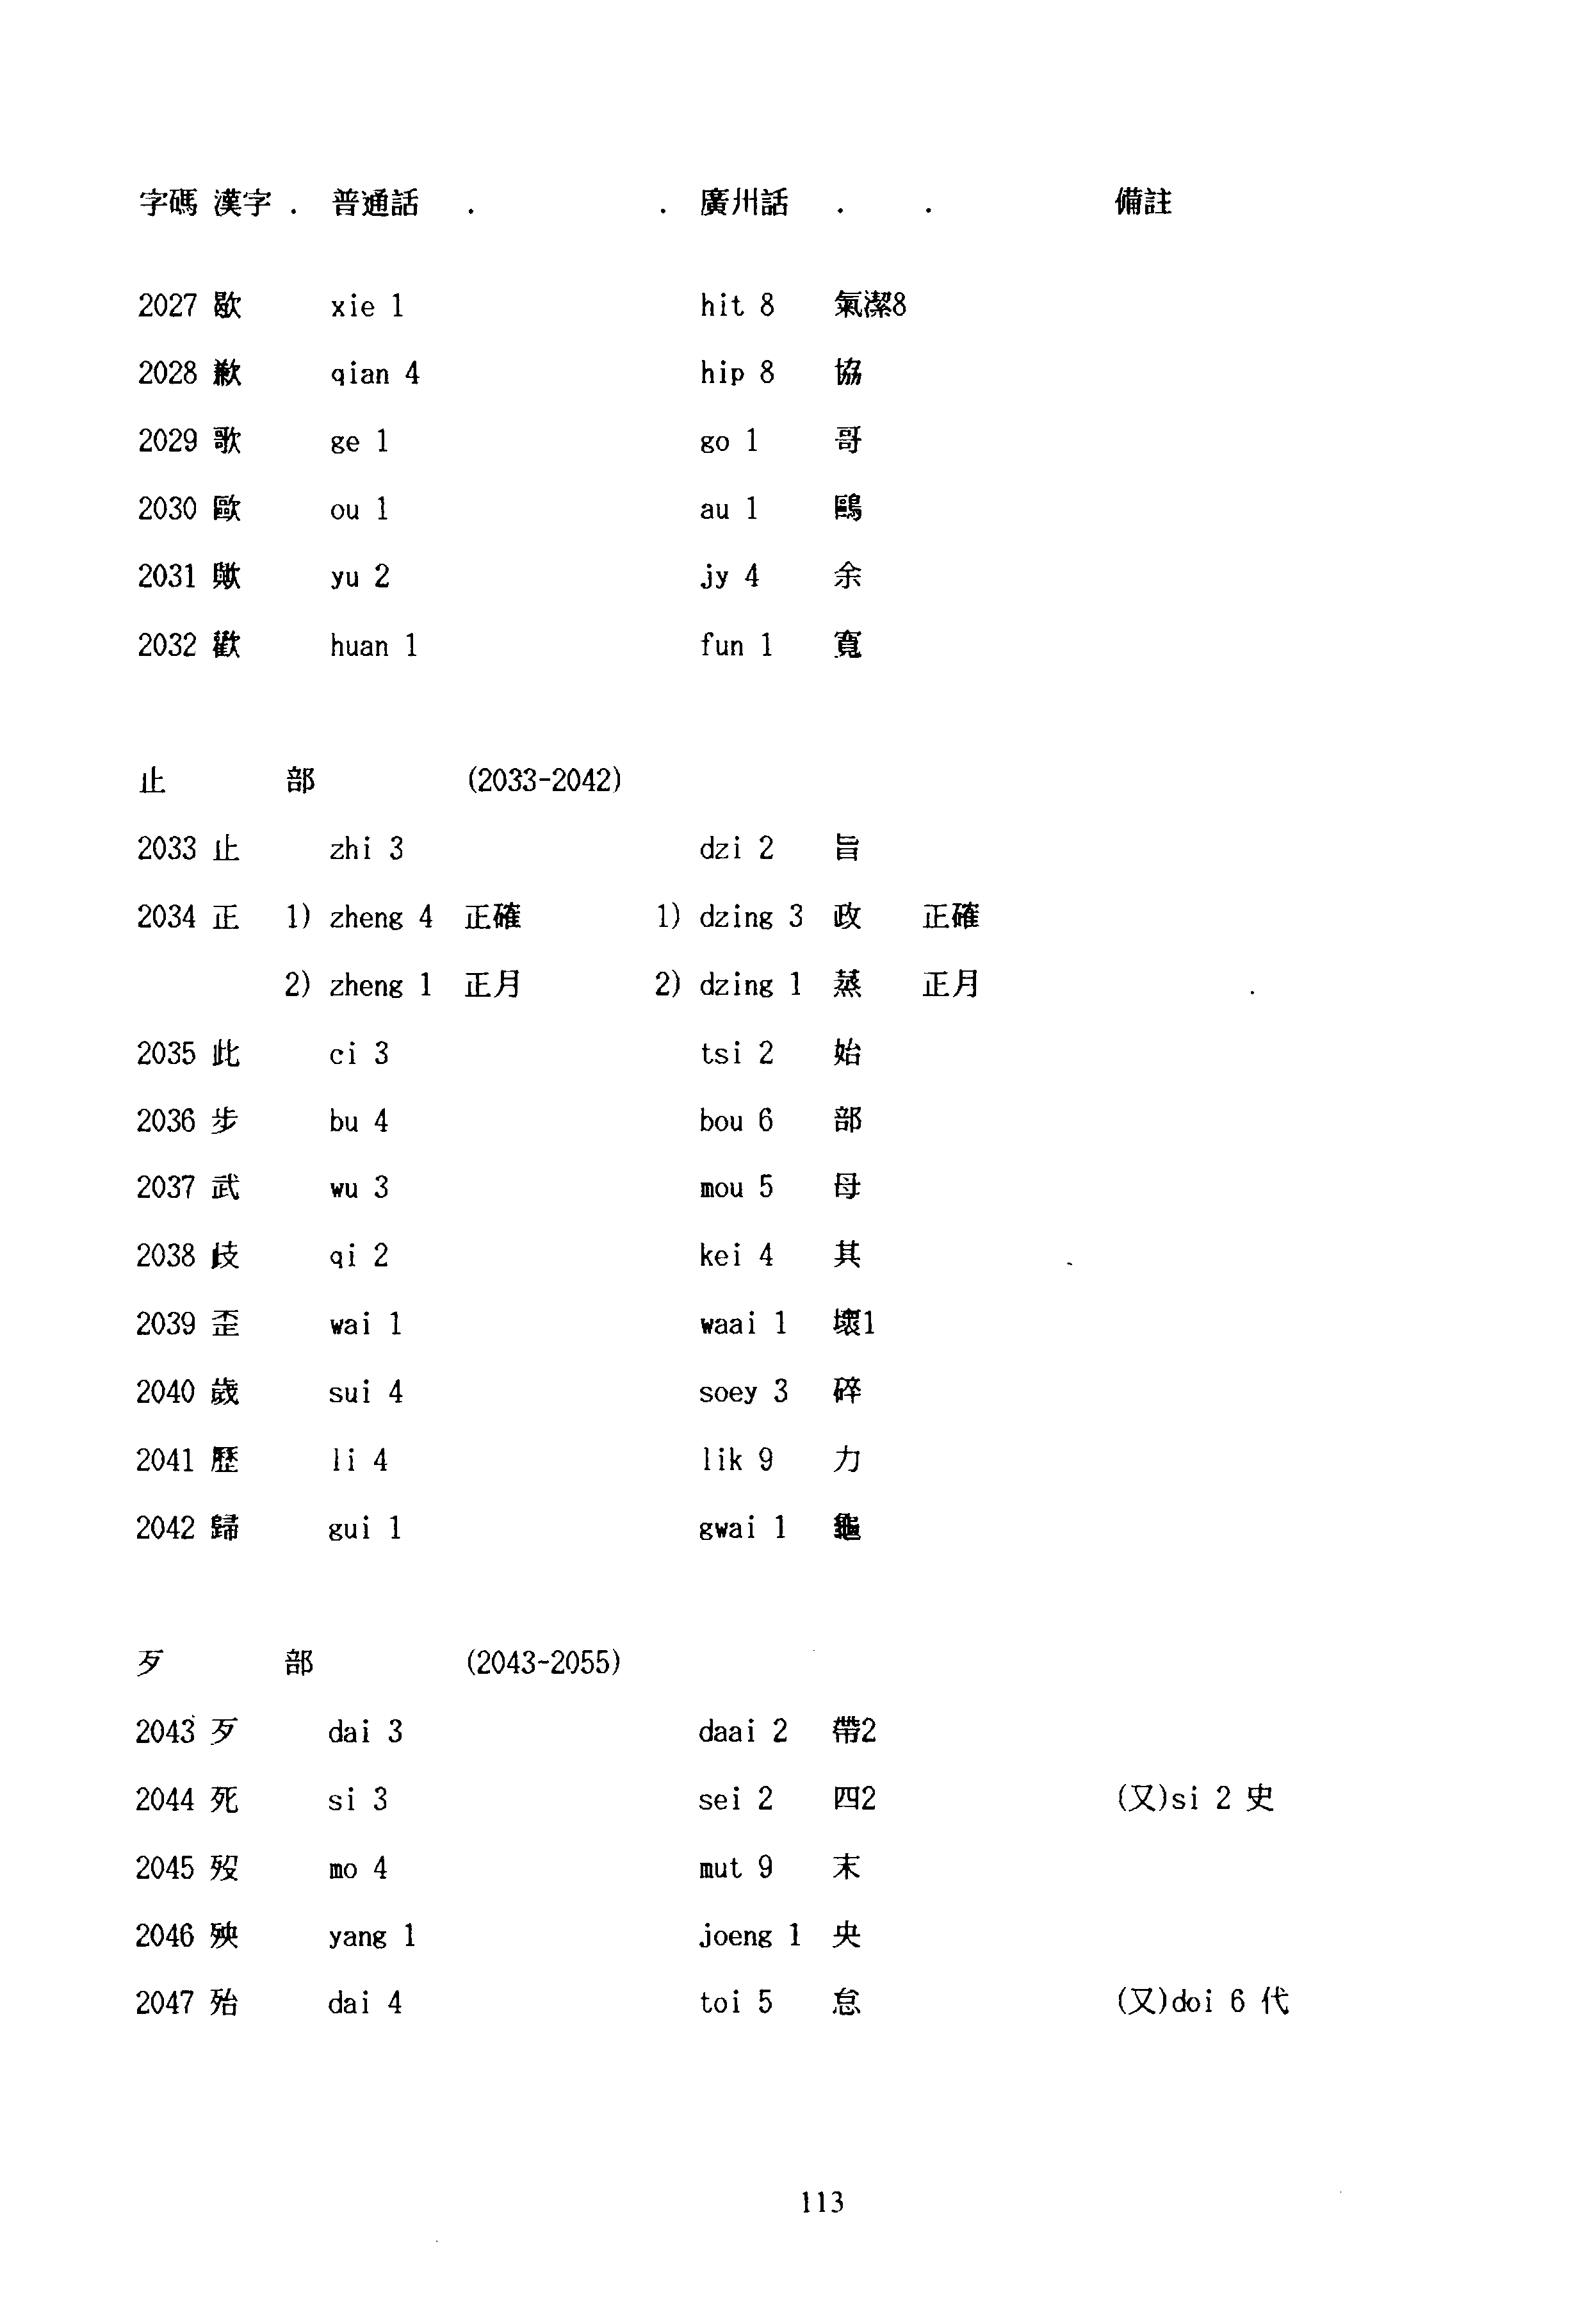 字碼 漢字 . 普通話 . . 廣州話 . . 備註
2027 歇 xie 1 hit 8 氣潔8
2028 歉 qian 4 hip 8 協
2029 歌 ge 1 go 1 哥
2030 歐 ou 1 au 1 鷗
2031 歟 yu 2 jy 4 余
2032 歡 huan 1 fun 1 寬
止 部 (2033-2042)
2033 止 zhi 3 dzi 2 旨
2034 正 1) zheng 4 正確 1) dzing 3 政 正確
2) zheng 1 正月 2) dzing 1 蒸 正月
2035 此 ci 3 tsi 2 始
2036 步 bu 4 bou 6 部
2037 武 wu 3 mou 5 母
2038 歧 qi 2 kei 4 其
2039 歪 wai 1 waai 1 壞1
2040 歲 sui 4 soey 3 碎
2041 歷 li 4 lik 9 力
2042 歸 gui 1 gwai 1 龜
歹 部 (2043-2055)
2043 歹 dai 3 daai 2 帶2
2044 死 si 3 sei 2 四2 (又)si 2 史
2045 歿 mo 4 mut 9 末
2046 殃 yang 1 joeng 1 央
2047 殆 dai 4 toi 5 怠 (又)doi 6 代
113